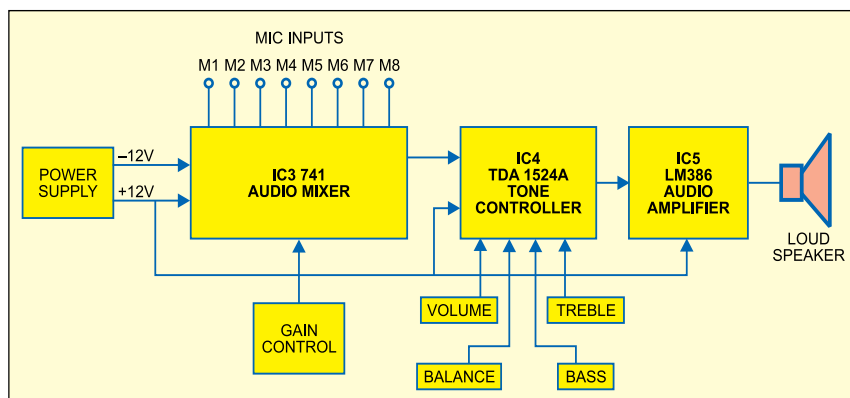 MIC INPUTS
M1 M2 M3 M4 M5 M6 M7 M8
POWER
SUPPLY
–12V
+12V
IC3 741
AUDIO MIXER
IC4
TDA 1524A
TONE
CONTROLLER
IC5
LM386
AUDIO
AMPLIFIER
LOUD
SPEAKER
GAIN
CONTROL
VOLUME
TREBLE
BALANCE
BASS